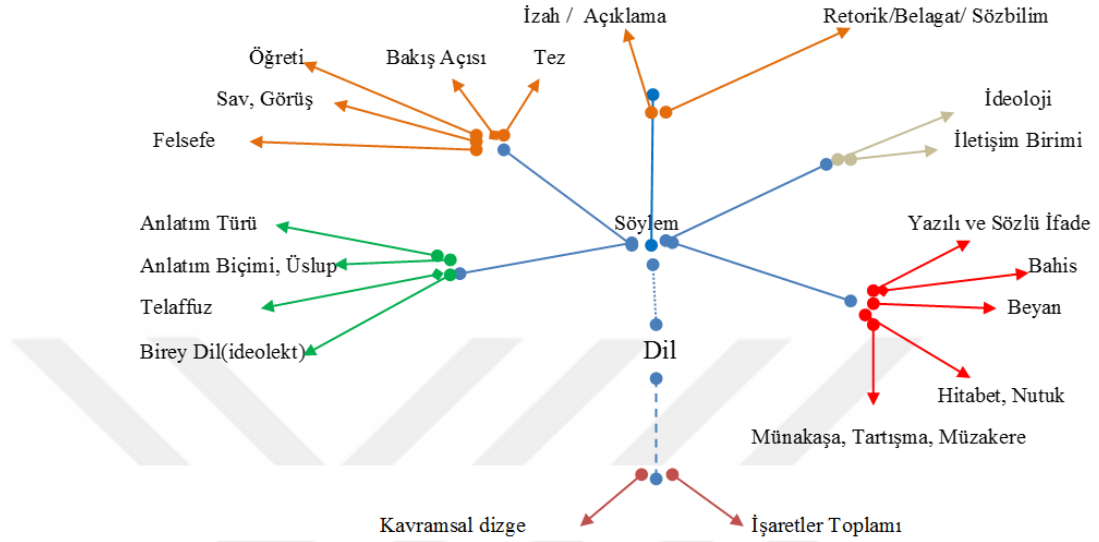 İzah / Açıklama
Retorik/Belagat/ Sözbilim
Öğreti
Bakış Açısı
Tez
Sav, Görüş
Felsefe
İdeoloji
İletişim Birimi
Anlatım Türü
Söylem
Yazılı ve Sözlü İfade
Anlatım Biçimi, Üslup
Bahis
Telaffuz
Beyan
Birey Dil(ideolekt)
Dil
Hitabet, Nutuk
Münakaşa, Tartışma, Müzakere
Kavramsal dizge
İşaretler Toplamı